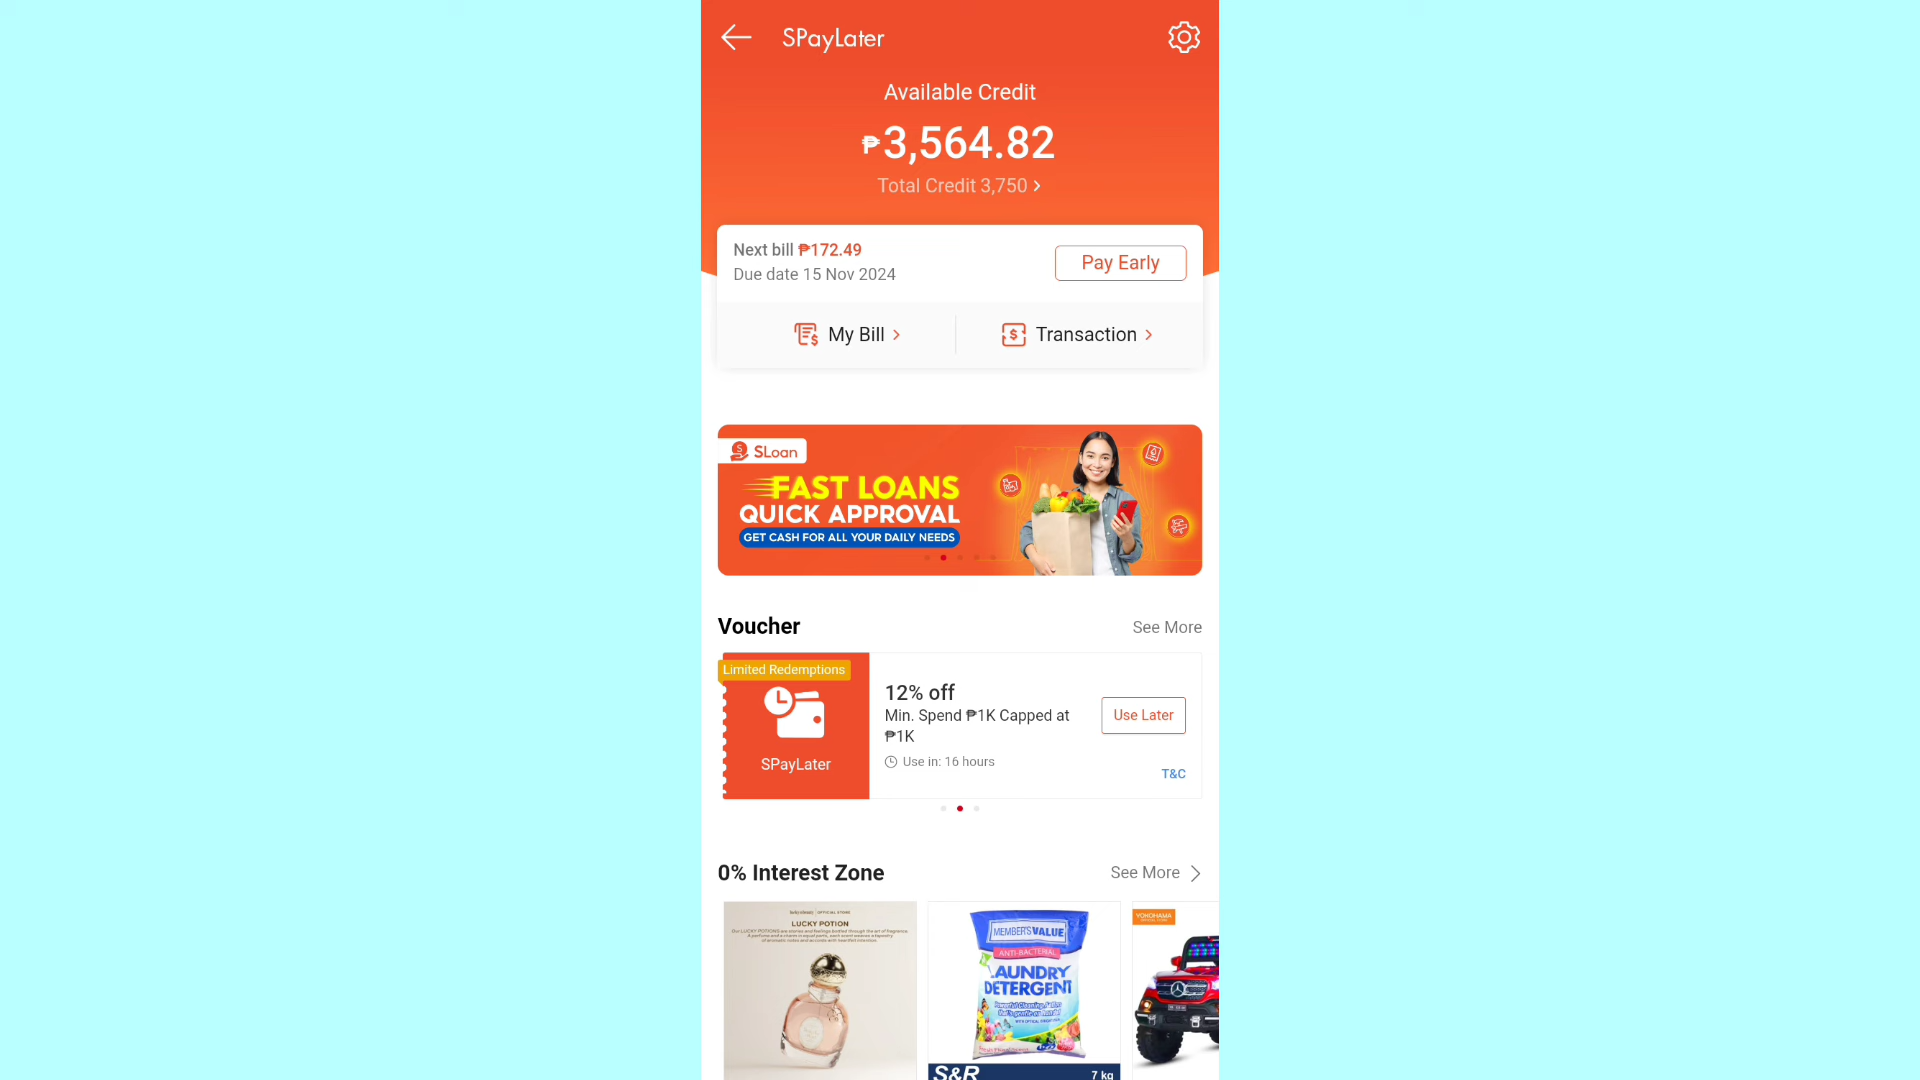 SPayLater
Available Credit
₱3,564.82
Total Credit 3,750
Next bill ₱172.49
Due date 15 Nov 2024
Pay Early
My Bill
Transaction
SLoan
FAST LOANS
QUICK APPROVAL
GET CASH FOR ALL YOUR DAILY NEEDS
Voucher
See More
Limited Redemptions
SPayLater
12% off
Min. Spend ₱1K Capped at
₱1K
Use in: 16 hours
Use Later
T&C
0% Interest Zone
See More
LUCKY POTION
MEMBER'S VALUE
ANTI-BACTERIAL
LAUNDRY
DETERGENT
S&R
7 kg
YOKOHAMA